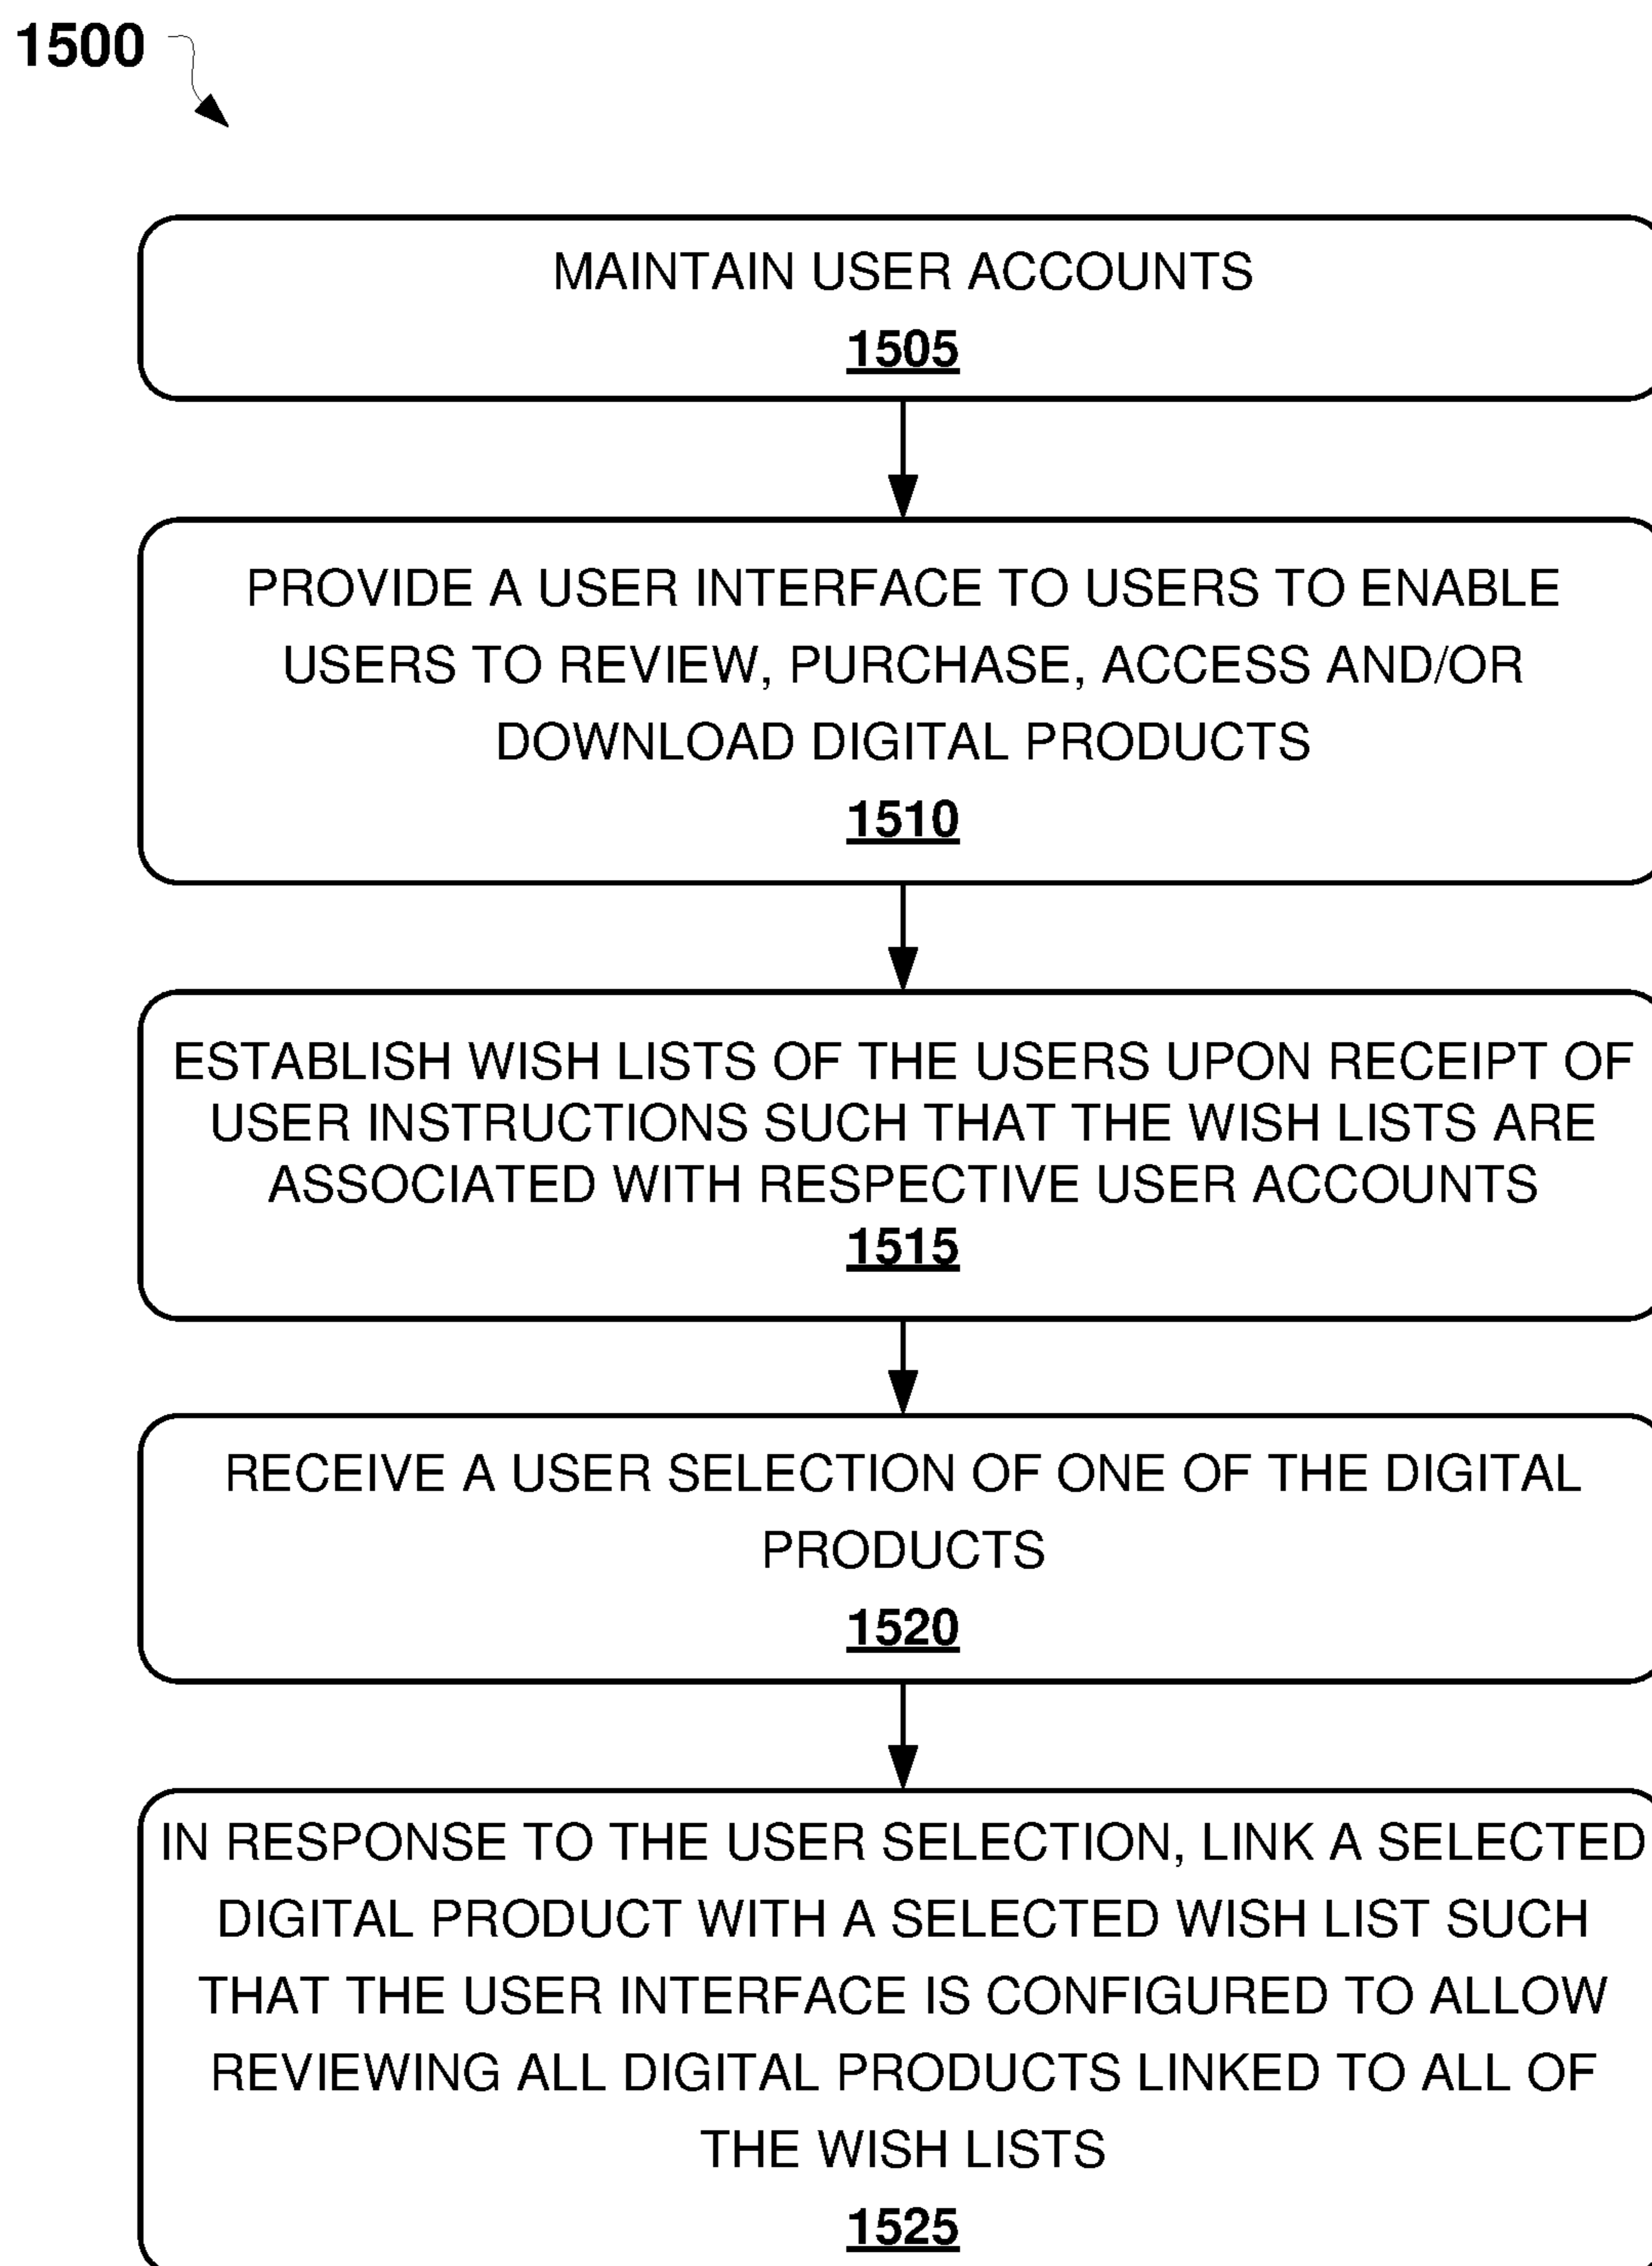 1500
MAINTAIN USER ACCOUNTS
1505
PROVIDE A USER INTERFACE TO USERS TO ENABLE
USERS TO REVIEW, PURCHASE, ACCESS AND/OR
DOWNLOAD DIGITAL PRODUCTS
1510
ESTABLISH WISH LISTS OF THE USERS UPON RECEIPT OF
USER INSTRUCTIONS SUCH THAT THE WISH LISTS ARE
ASSOCIATED WITH RESPECTIVE USER ACCOUNTS
1515
RECEIVE A USER SELECTION OF ONE OF THE DIGITAL
PRODUCTS
1520
IN RESPONSE TO THE USER SELECTION, LINK A SELECTED
DIGITAL PRODUCT WITH A SELECTED WISH LIST SUCH
THAT THE USER INTERFACE IS CONFIGURED TO ALLOW
REVIEWING ALL DIGITAL PRODUCTS LINKED TO ALL OF
THE WISH LISTS
1525